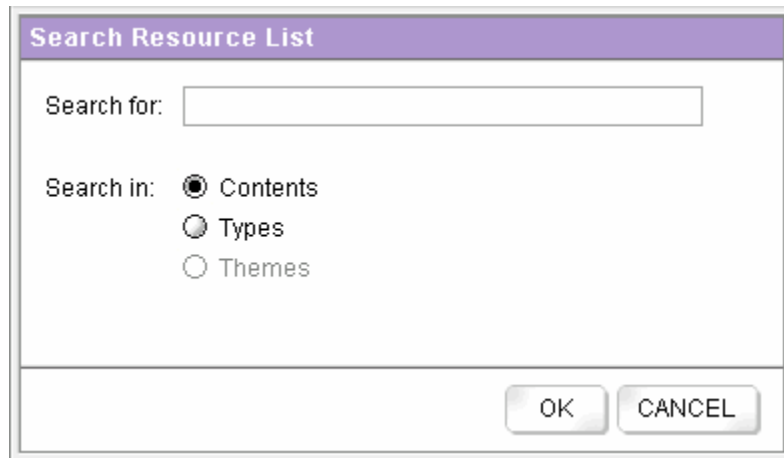 Search Resource List
Search for:
Search in: Contents
Types
Themes
OK CANCEL